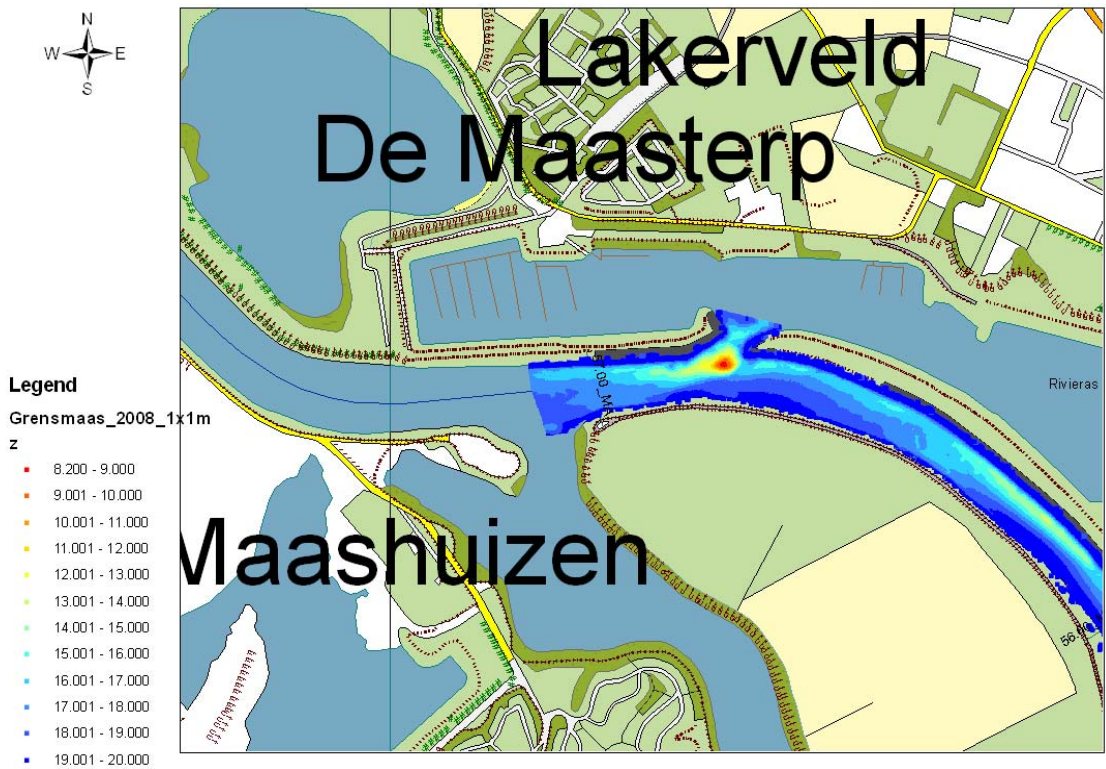 N
W E
S
Lakerveld
De Maasterp
Rivieras
Maashuizen
Legend
Grensmaas_2008_1x1m
z
8.200 - 9.000
9.001 - 10.000
10.001 - 11.000
11.001 - 12.000
12.001 - 13.000
13.001 - 14.000
14.001 - 15.000
15.001 - 16.000
16.001 - 17.000
17.001 - 18.000
18.001 - 19.000
19.001 - 20.000